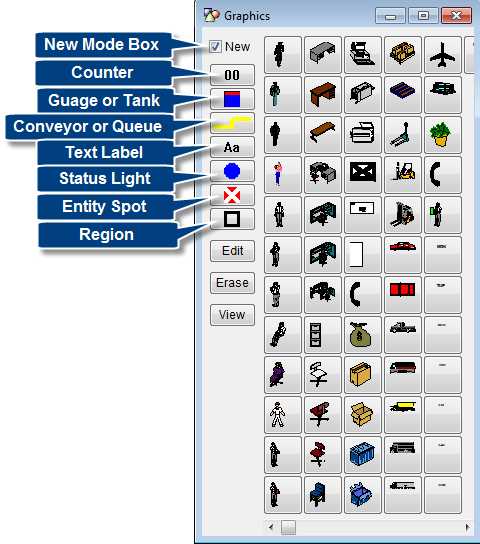 Graphics
New Mode Box
New
Counter
00
Guage or Tank
Conveyor or Queue
Text Label
Aa
Status Light
Entity Spot
Region
Edit
Erase
View